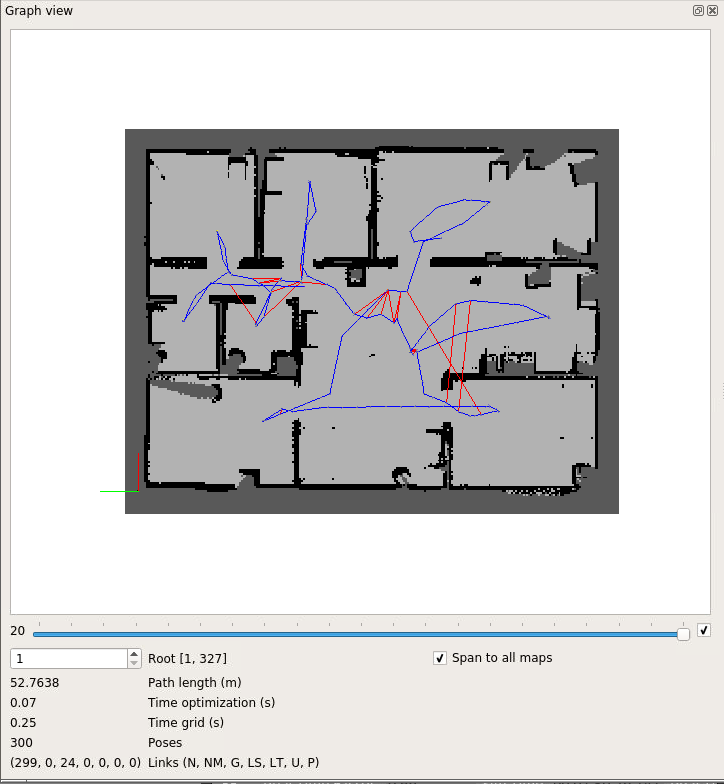 Graph view
20
1 Root [1, 327] Span to all maps
52.7638 Path length (m)
0.07 Time optimization (s)
0.25 Time grid (s)
300 Poses
(299, 0, 24, 0, 0, 0, 0) Links (N, NM, G, LS, LT, U, P)